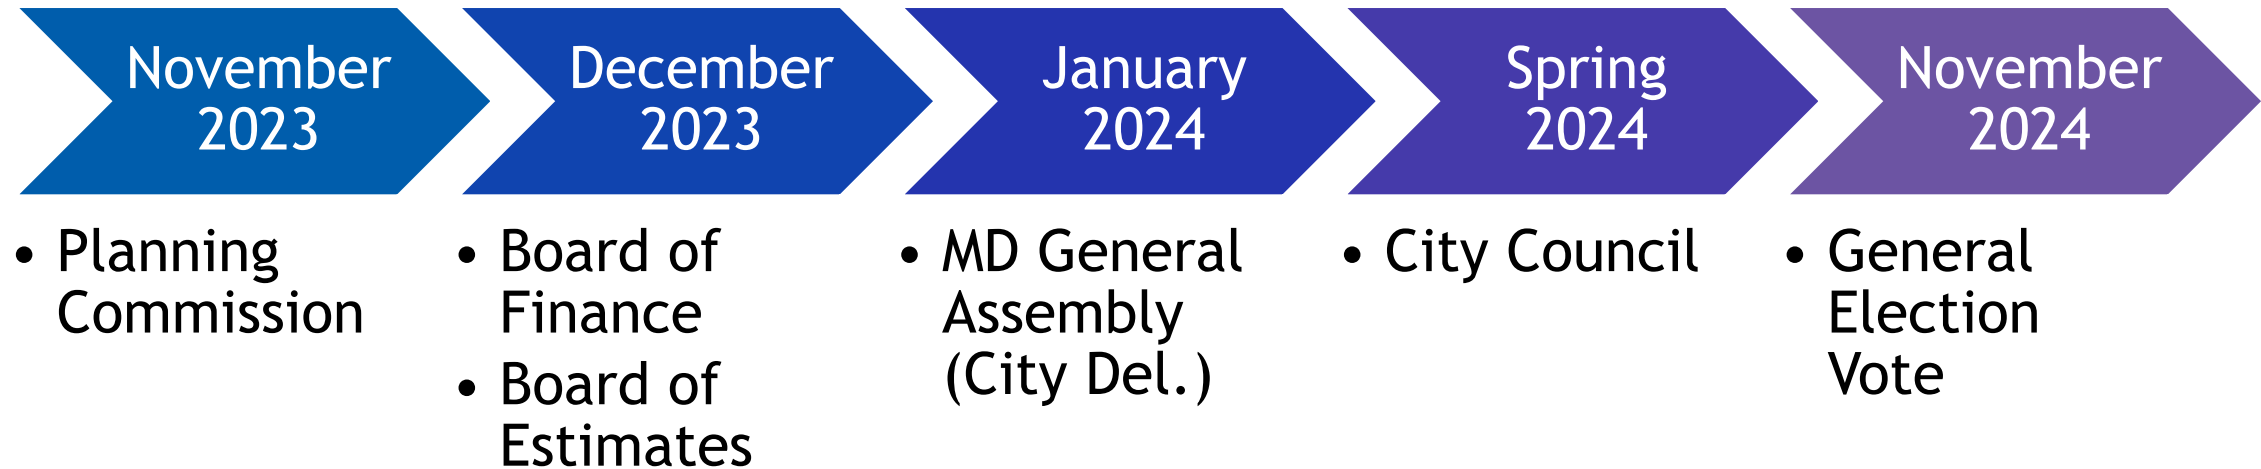 November
2023
December
2023
January
2024
Spring
2024
November
2024
• Planning
Commission
• Board of
Finance
• Board of
Estimates
• MD General
Assembly
(City Del.)
• City Council
• General
Election
Vote